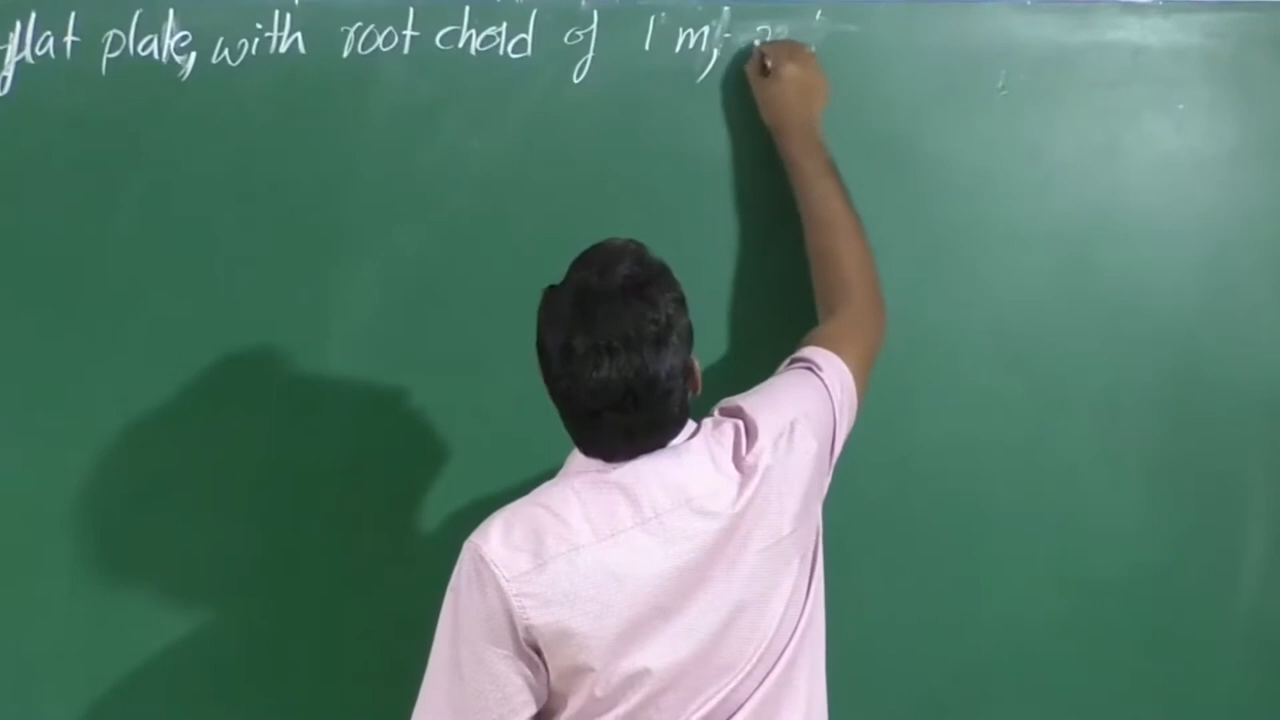 flat plate, with root chord of 1 m,